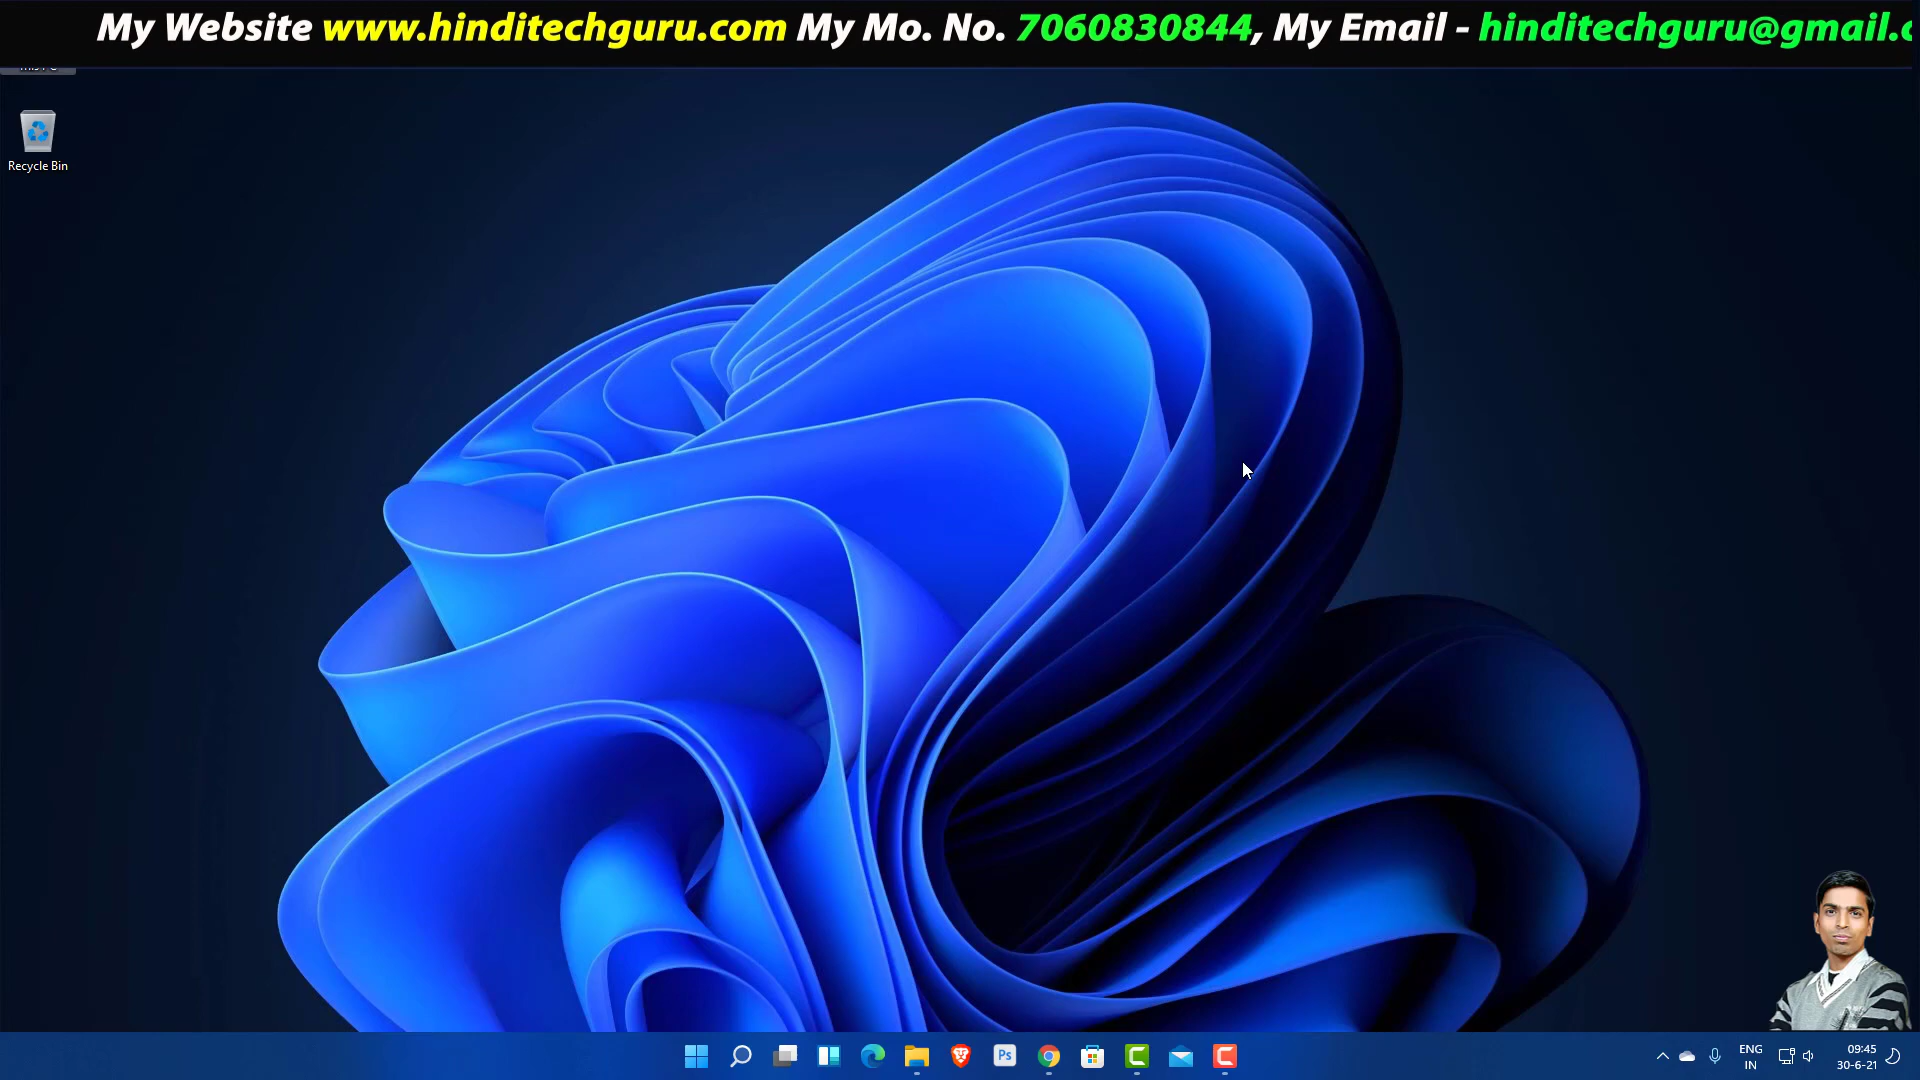 My Website www.hinditechguru.com My Mo. No. 7060830844, My Email - hinditechguru@gmail.c
Recycle Bin
Ps
ENG
IN
09:45
30-6-21